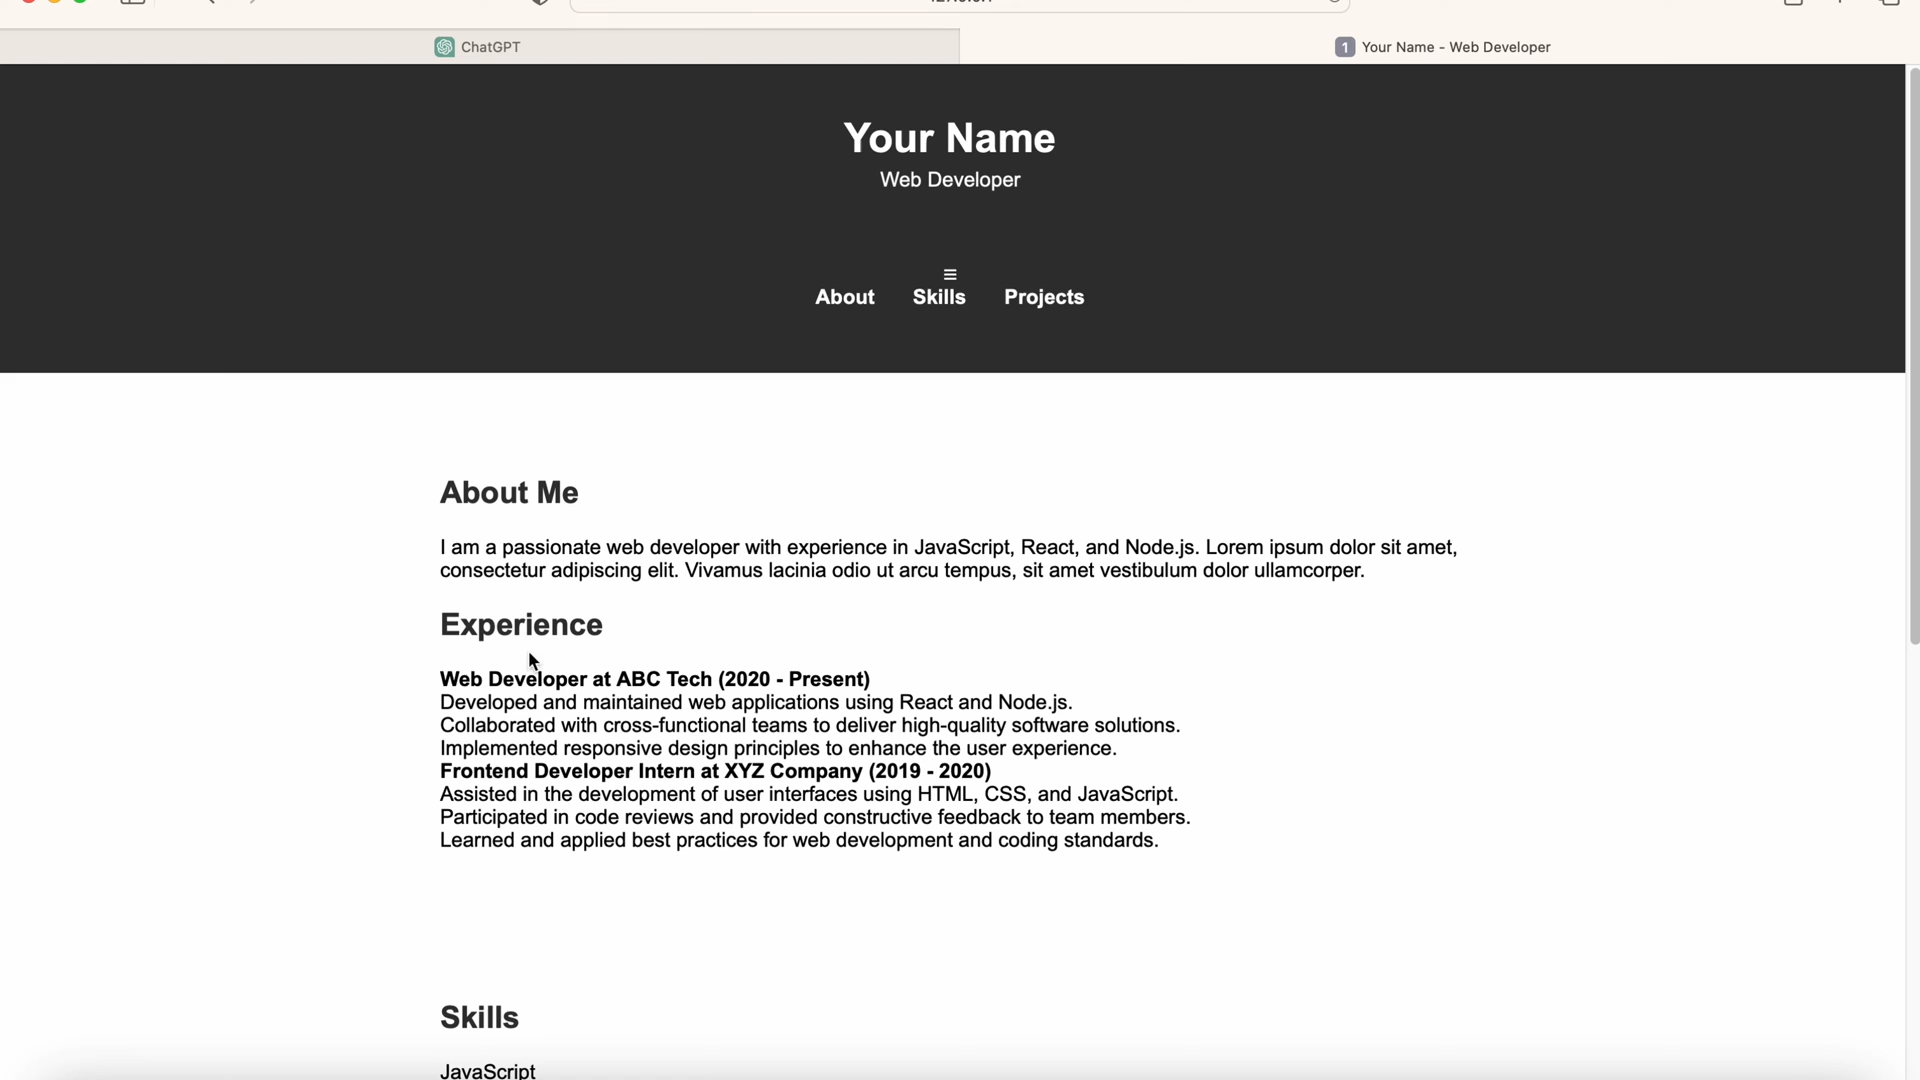 ChatGPT
1 Your Name - Web Developer
Your Name
Web Developer
≡
About Skills Projects
About Me
I am a passionate web developer with experience in JavaScript, React, and Node.js. Lorem ipsum dolor sit amet,
consectetur adipiscing elit. Vivamus lacinia odio ut arcu tempus, sit amet vestibulum dolor ullamcorper.
Experience
Web Developer at ABC Tech (2020 - Present)
Developed and maintained web applications using React and Node.js.
Collaborated with cross-functional teams to deliver high-quality software solutions.
Implemented responsive design principles to enhance the user experience.
Frontend Developer Intern at XYZ Company (2019 - 2020)
Assisted in the development of user interfaces using HTML, CSS, and JavaScript.
Participated in code reviews and provided constructive feedback to team members.
Learned and applied best practices for web development and coding standards.
Skills
JavaScript